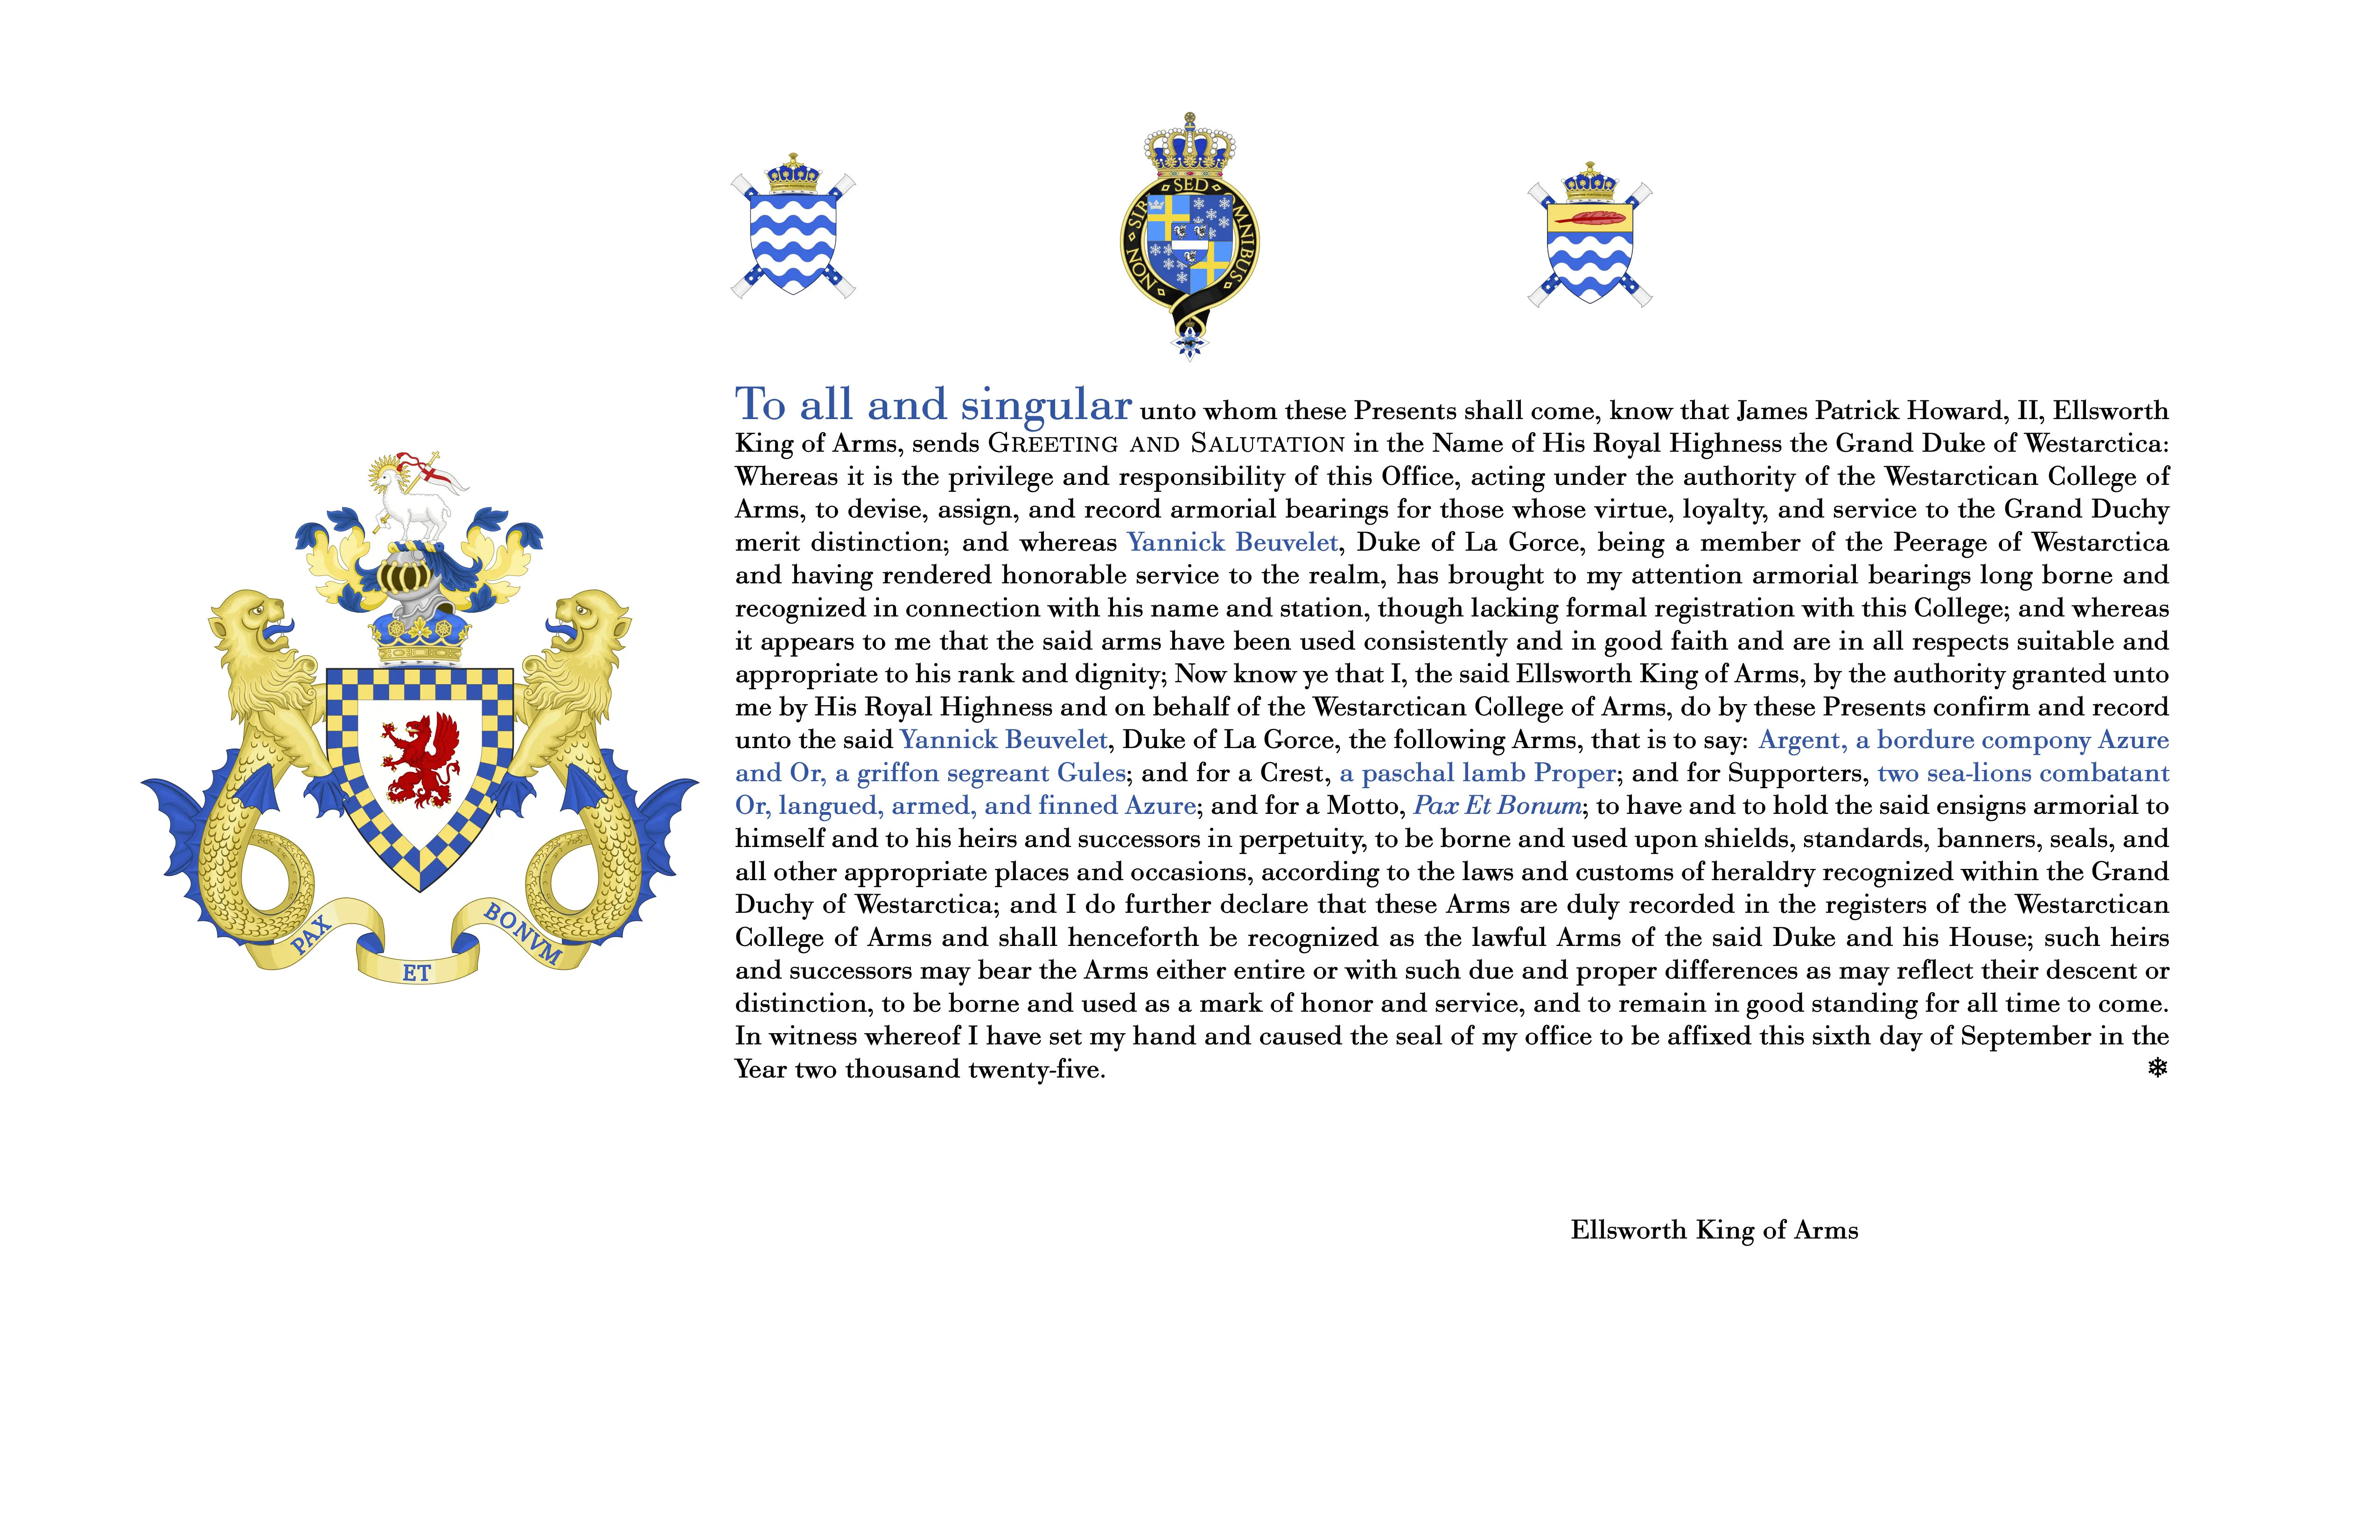 NON ◊ SIBI ◊ SED ◊ OMNIBUS ◊
To all and singular unto whom these Presents shall come, know that James Patrick Howard, II, Ellsworth
King of Arms, sends GREETING AND SALUTATION in the Name of His Royal Highness the Grand Duke of Westarctica:
Whereas it is the privilege and responsibility of this Office, acting under the authority of the Westarctican College of
Arms, to devise, assign, and record armorial bearings for those whose virtue, loyalty, and service to the Grand Duchy
merit distinction; and whereas Yannick Beuvelet, Duke of La Gorce, being a member of the Peerage of Westarctica
and having rendered honorable service to the realm, has brought to my attention armorial bearings long borne and
recognized in connection with his name and station, though lacking formal registration with this College; and whereas
it appears to me that the said arms have been used consistently and in good faith and are in all respects suitable and
appropriate to his rank and dignity; Now know ye that I, the said Ellsworth King of Arms, by the authority granted unto
me by His Royal Highness and on behalf of the Westarctican College of Arms, do by these Presents confirm and record
unto the said Yannick Beuvelet, Duke of La Gorce, the following Arms, that is to say: Argent, a bordure compony Azure
and Or, a griffon segreant Gules; and for a Crest, a paschal lamb Proper; and for Supporters, two sea-lions combatant
Or, langued, armed, and finned Azure; and for a Motto, Pax Et Bonum; to have and to hold the said ensigns armorial to
himself and to his heirs and successors in perpetuity, to be borne and used upon shields, standards, banners, seals, and
all other appropriate places and occasions, according to the laws and customs of heraldry recognized within the Grand
Duchy of Westarctica; and I do further declare that these Arms are duly recorded in the registers of the Westarctican
College of Arms and shall henceforth be recognized as the lawful Arms of the said Duke and his House; such heirs
and successors may bear the Arms either entire or with such due and proper differences as may reflect their descent or
distinction, to be borne and used as a mark of honor and service, and to remain in good standing for all time to come.
In witness whereof I have set my hand and caused the seal of my office to be affixed this sixth day of September in the
Year two thousand twenty-five.
PAX ET BONVM
Ellsworth King of Arms